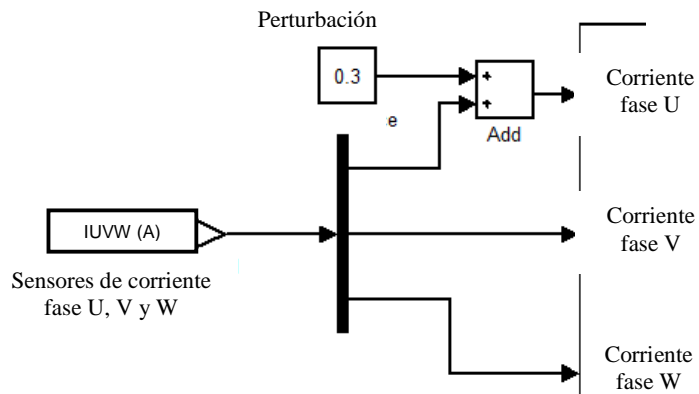 Perturbación
0.3
+
+
Add
.e
Corriente
fase U
IUVW (A)
Sensores de corriente
fase U, V y W
Corriente
fase V
Corriente
fase W